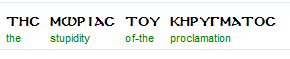 ΤΗϹ ΜΩΡΙΑϹ ΤΟΥ ΚΗΡΥΓΜΑΤΟϹ
the stupidity of-the proclamation